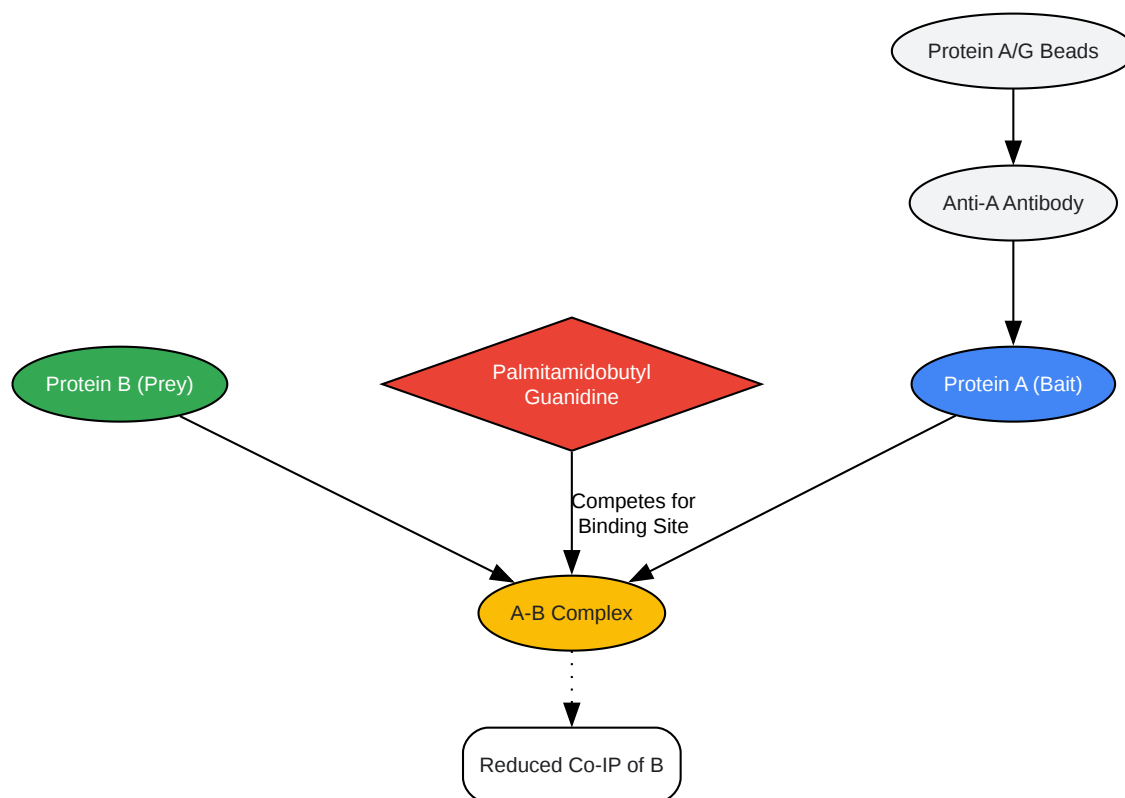 Protein A/G Beads
Anti-A Antibody
Protein B (Prey)
Palmitamidobutyl
Guanidine
Protein A (Bait)
Competes for
Binding Site
A-B Complex
Reduced Co-IP of B